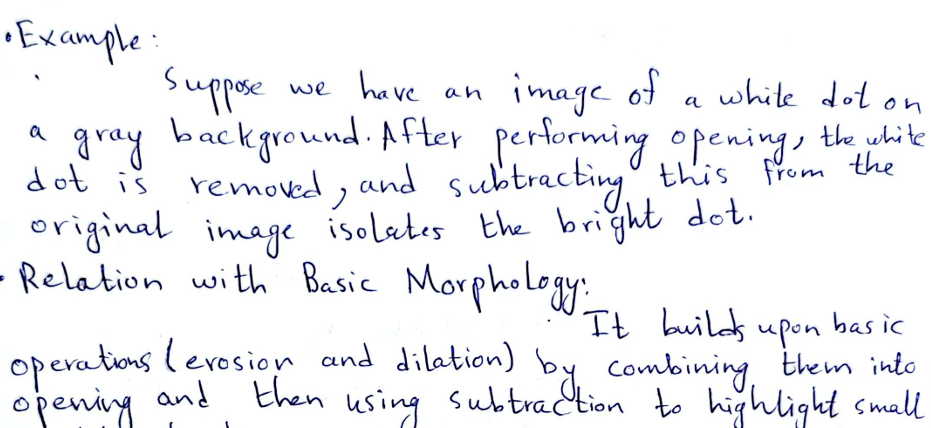 • Example:
Suppose we have an image of a white dot on
a gray background. After performing opening, the white
dot is removed, and subtracting this from the
original image isolates the bright dot.
• Relation with Basic Morphology:
It builds upon basic
operations (erosion and dilation) by combining them into
opening and then using subtraction to highlight small